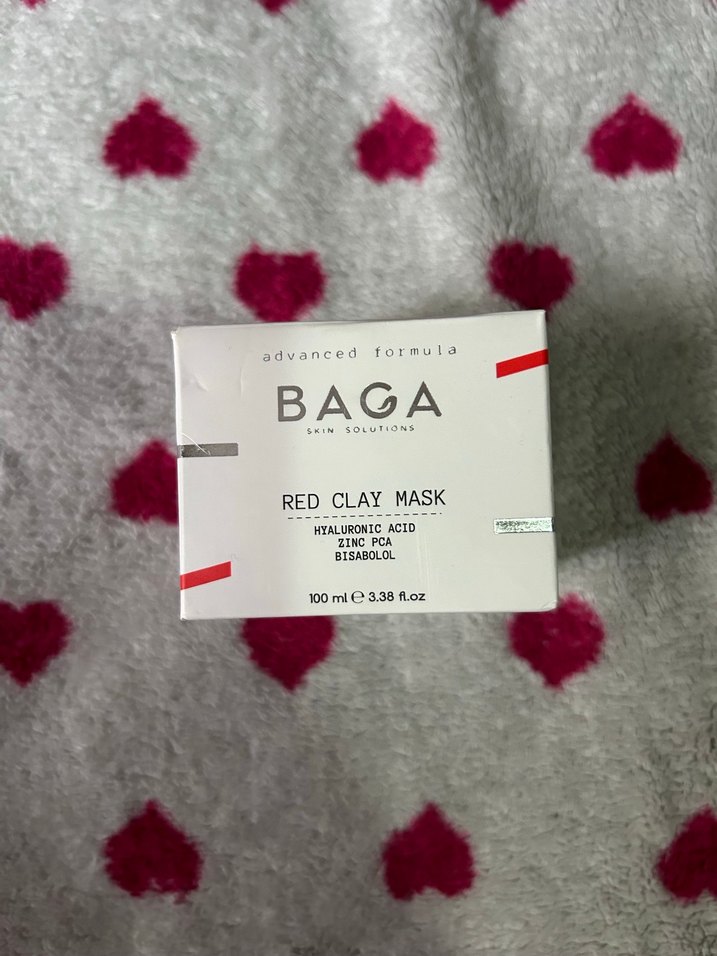 advanced formula
BAGA
SKIN SOLUTIONS
RED CLAY MASK
HYALURONIC ACID
ZINC PCA
BISABOLOL
100 ml ℮ 3.38 fl.oz